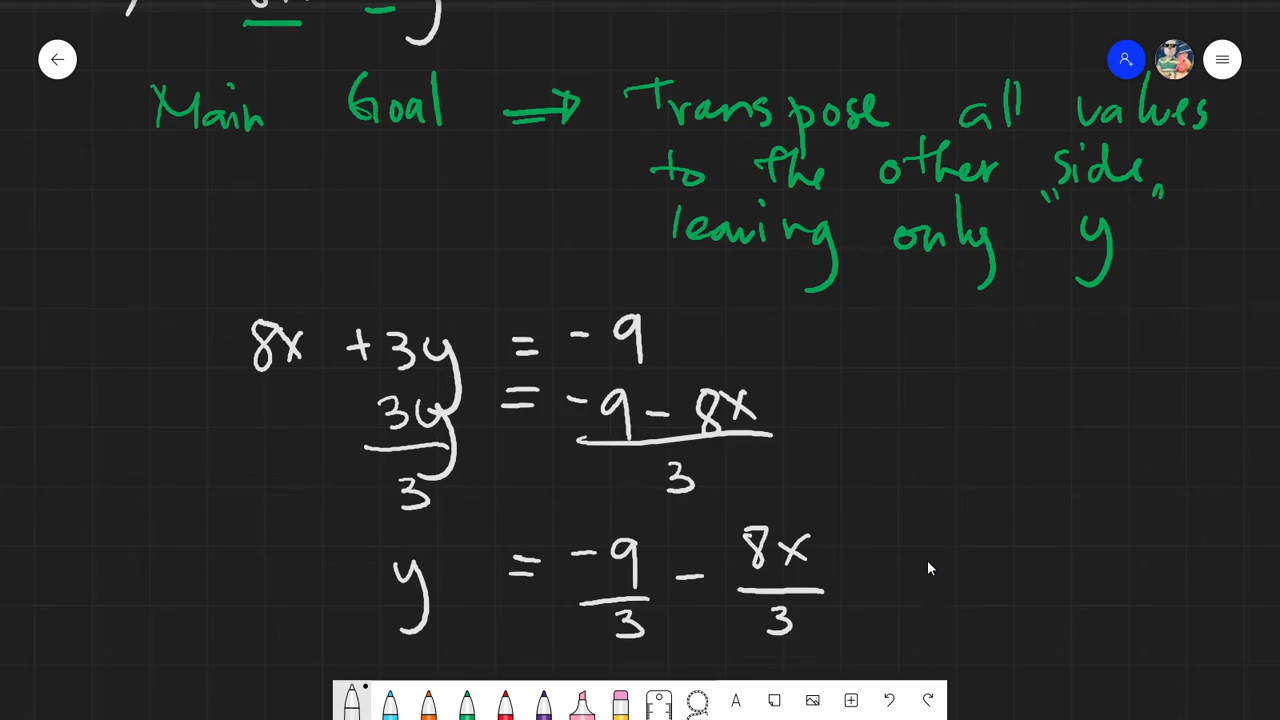 Main Goal ⇒ Transpose all values
to the other side
leaving only "y"
8x + 3y = -9
3y = -9 - 8x
3 3
y = -9 - 8x
3 3
A